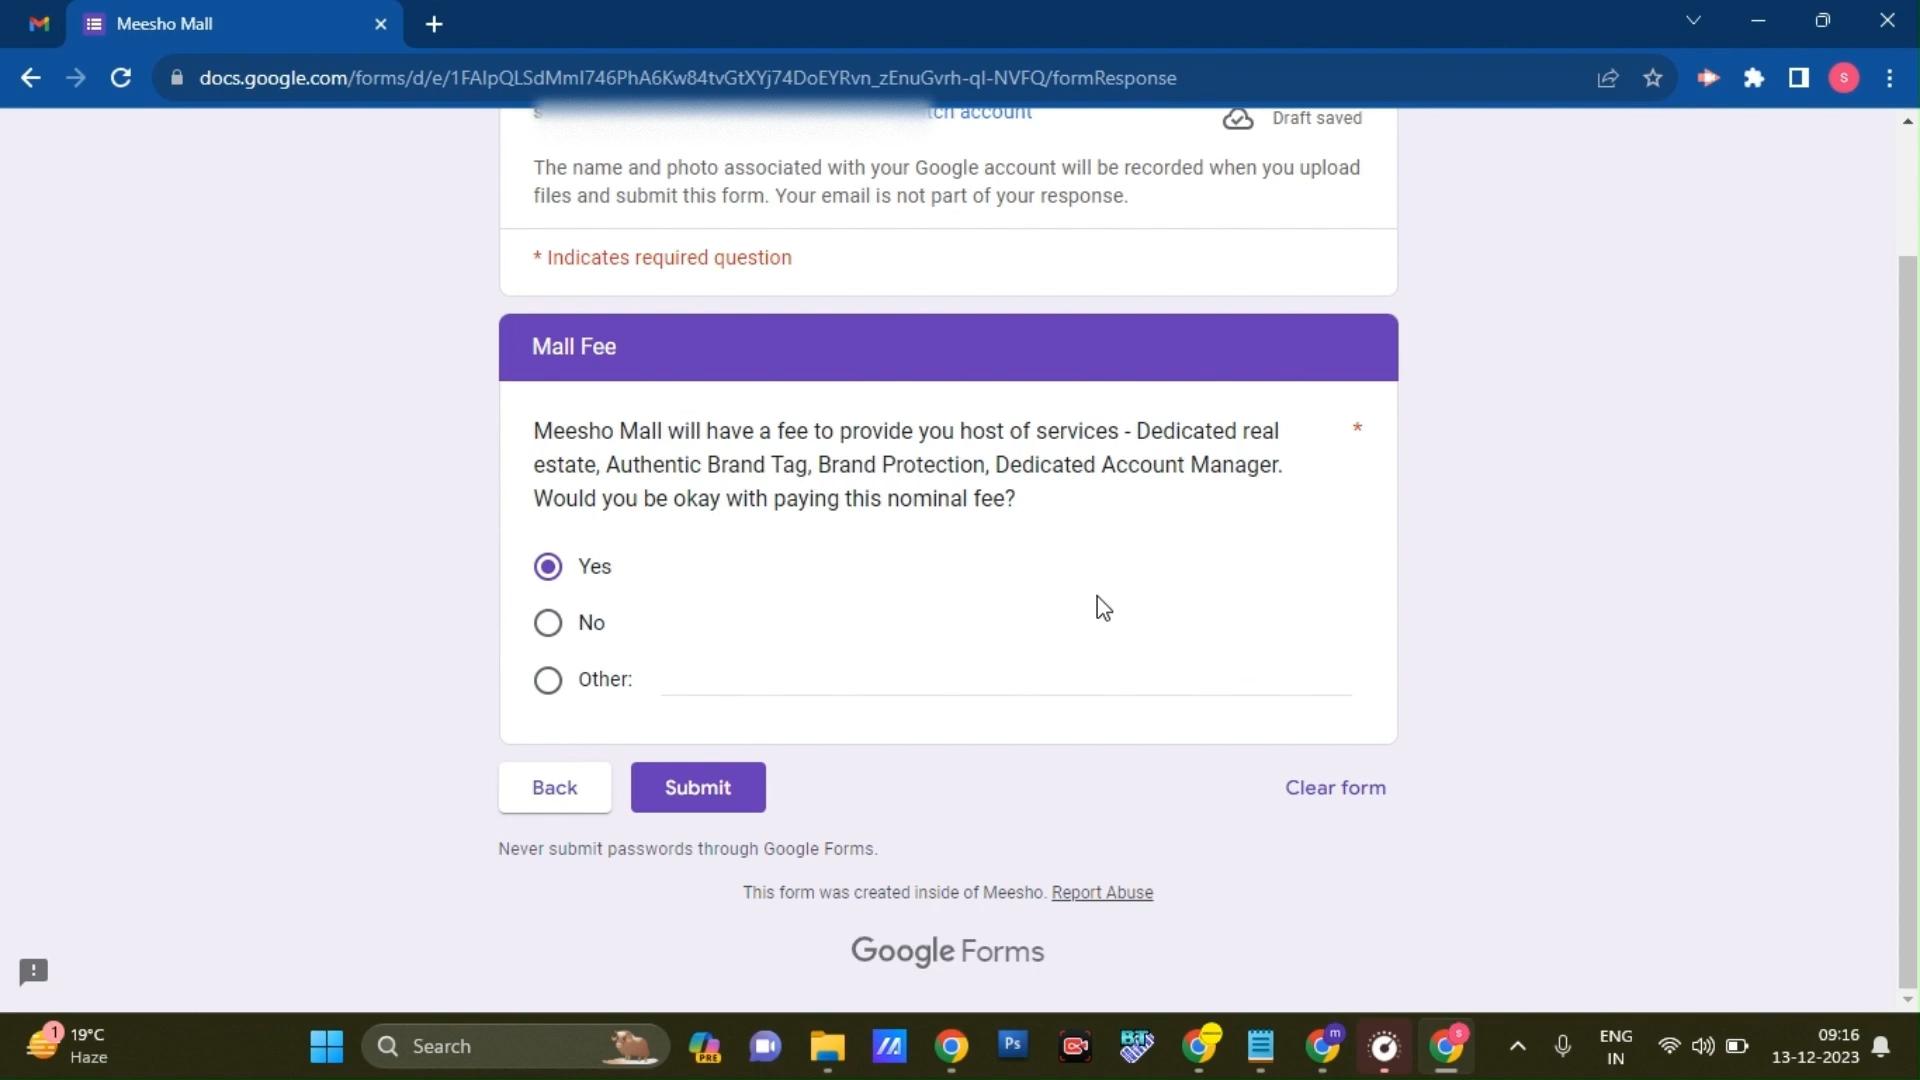 Meesho Mall
docs.google.com/forms/d/e/1FAIpQLSdMmI746PhA6Kw84tvGtXYj74DoEYRvn_zEnuGvrh-qI-NVFQ/formResponse
S
account
Draft saved
The name and photo associated with your Google account will be recorded when you upload
files and submit this form. Your email is not part of your response.
* Indicates required question
Mall Fee
Meesho Mall will have a fee to provide you host of services - Dedicated real *
estate, Authentic Brand Tag, Brand Protection, Dedicated Account Manager.
Would you be okay with paying this nominal fee?
Yes
No
Other:
Back
Submit
Clear form
Never submit passwords through Google Forms.
This form was created inside of Meesho. Report Abuse
Google Forms
1
19°C
Haze
Search
PRE
Ps
m
s
ENG
IN
09:16
13-12-2023